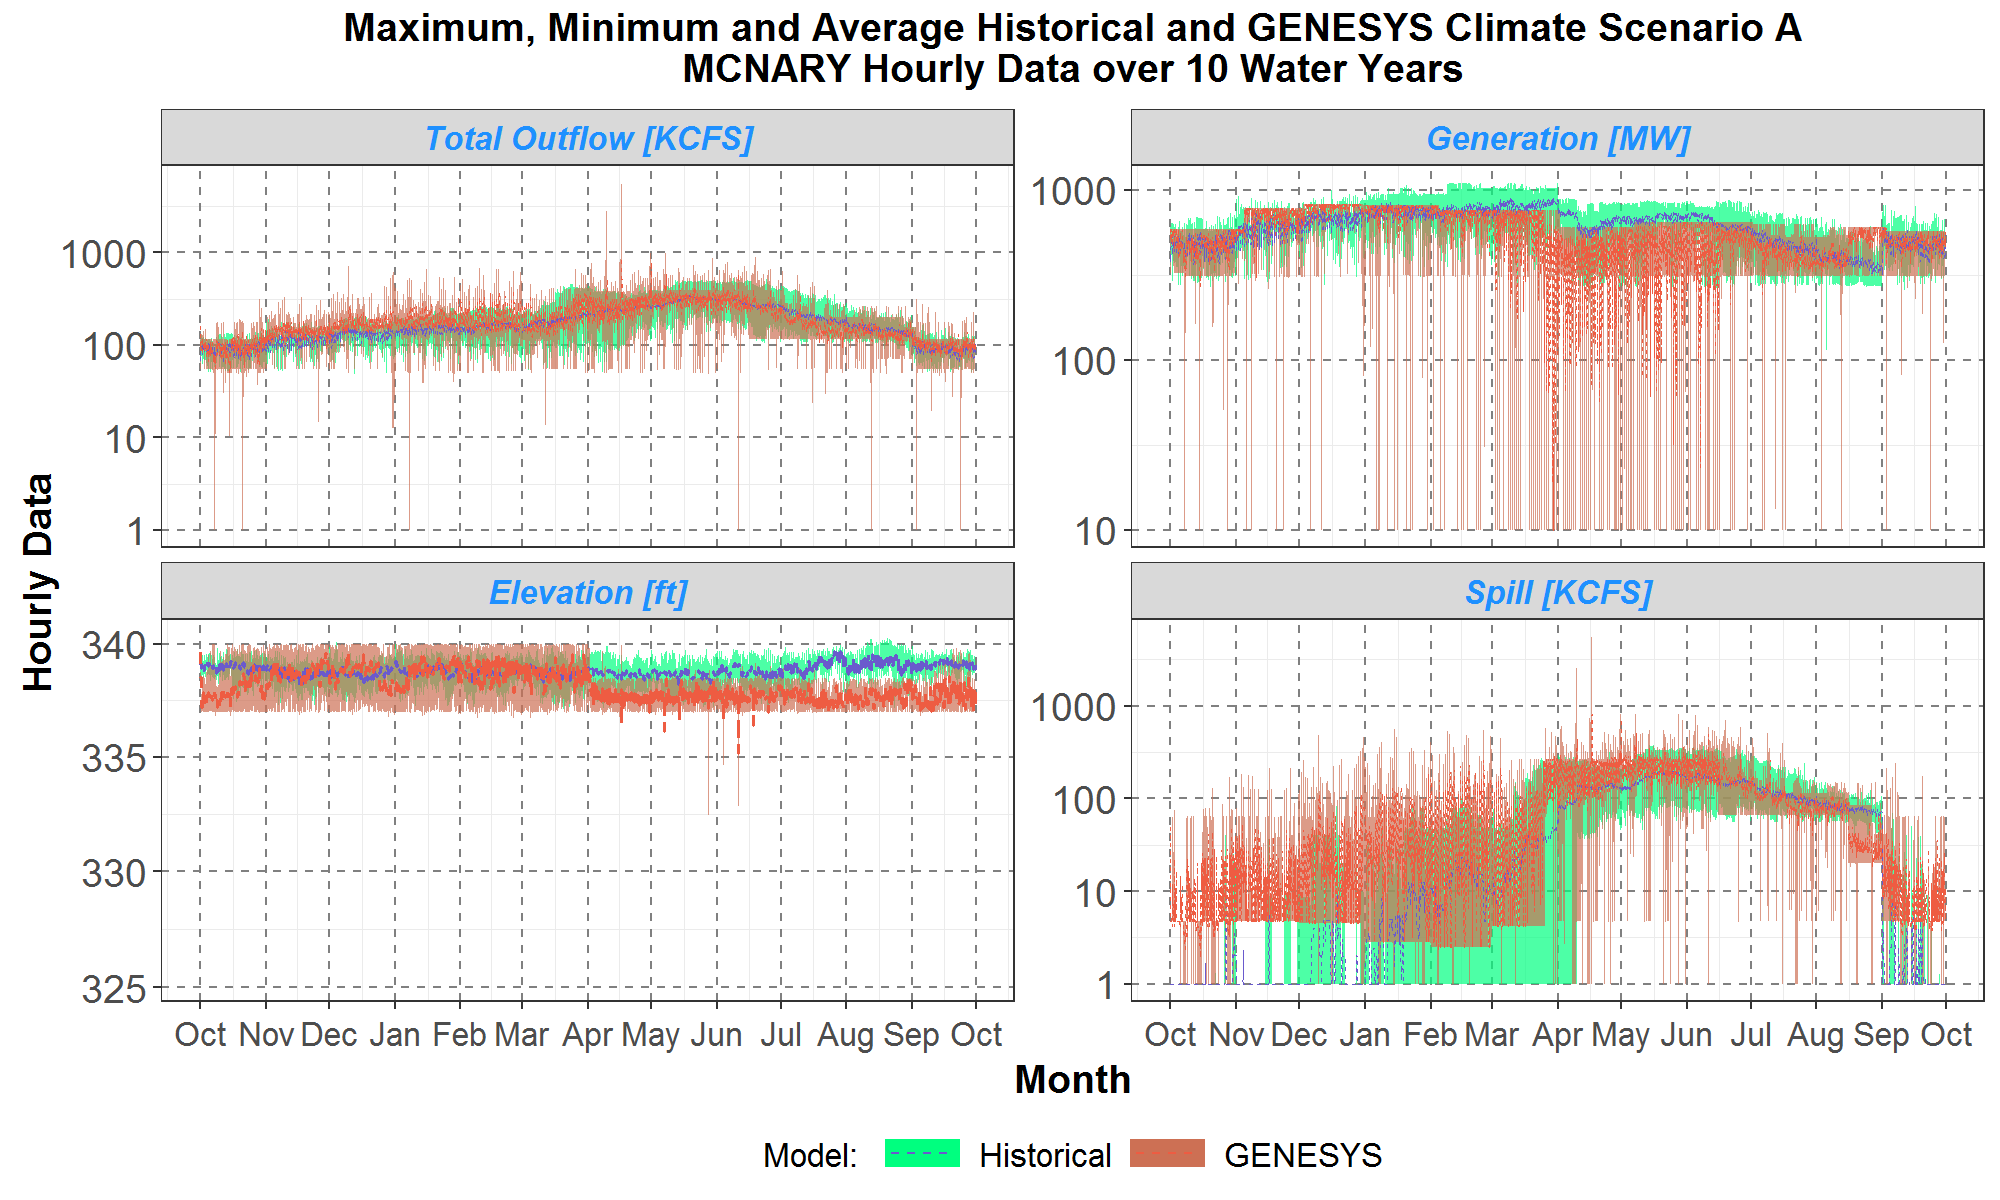 Maximum, Minimum and Average Historical and GENESYS Climate Scenario A
MCNARY Hourly Data over 10 Water Years
Total Outflow [KCFS]
1000
100
10
1
Generation [MW]
1000
100
10
Hourly Data
Elevation [ft]
340
335
330
325
Oct Nov Dec Jan Feb Mar Apr May Jun Jul Aug Sep Oct
Spill [KCFS]
1000
100
10
1
Oct Nov Dec Jan Feb Mar Apr May Jun Jul Aug Sep Oct
Month
Model: Historical GENESYS